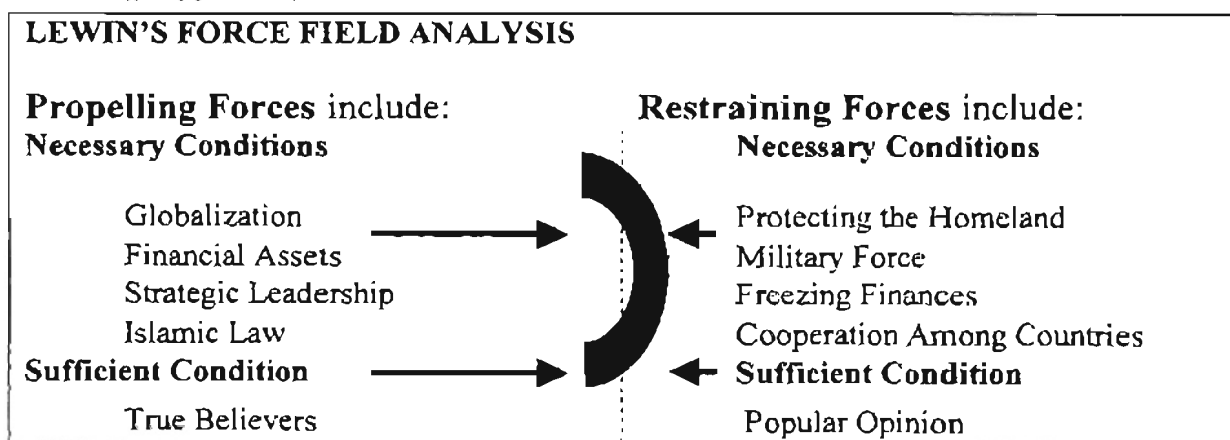 LEWIN'S FORCE FIELD ANALYSIS
Propelling Forces include:
Necessary Conditions
Globalization
Financial Assets
Strategic Leadership
Islamic Law
Sufficient Condition
True Believers
Restraining Forces include:
Necessary Conditions
Protecting the Homeland
Military Force
Freezing Finances
Cooperation Among Countries
Sufficient Condition
Popular Opinion